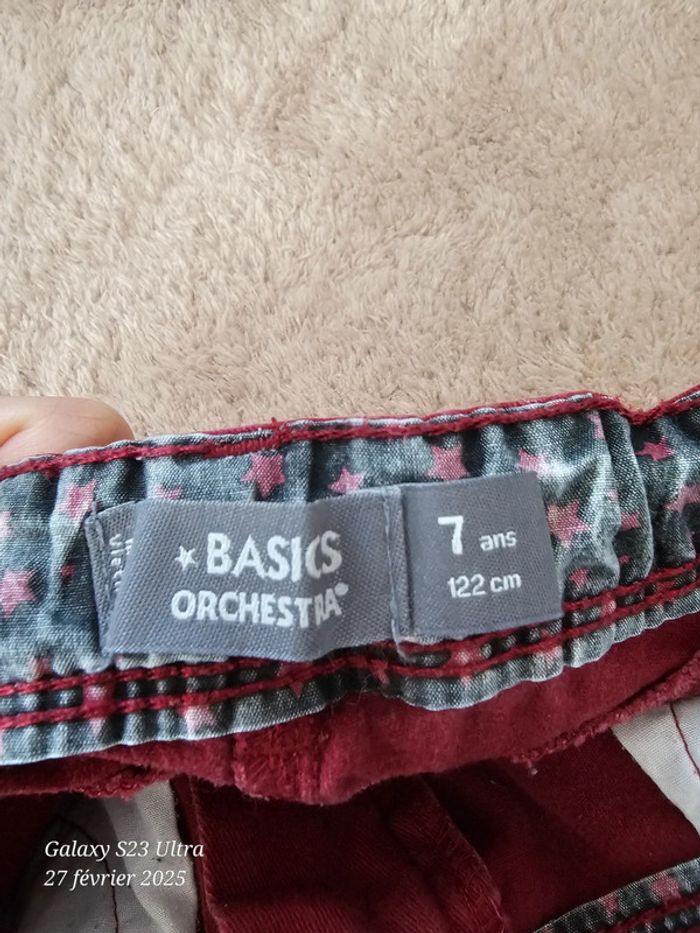 ★BASICS
ORCHESTRA®
7 ans
122 cm
Galaxy S23 Ultra
27 février 2025